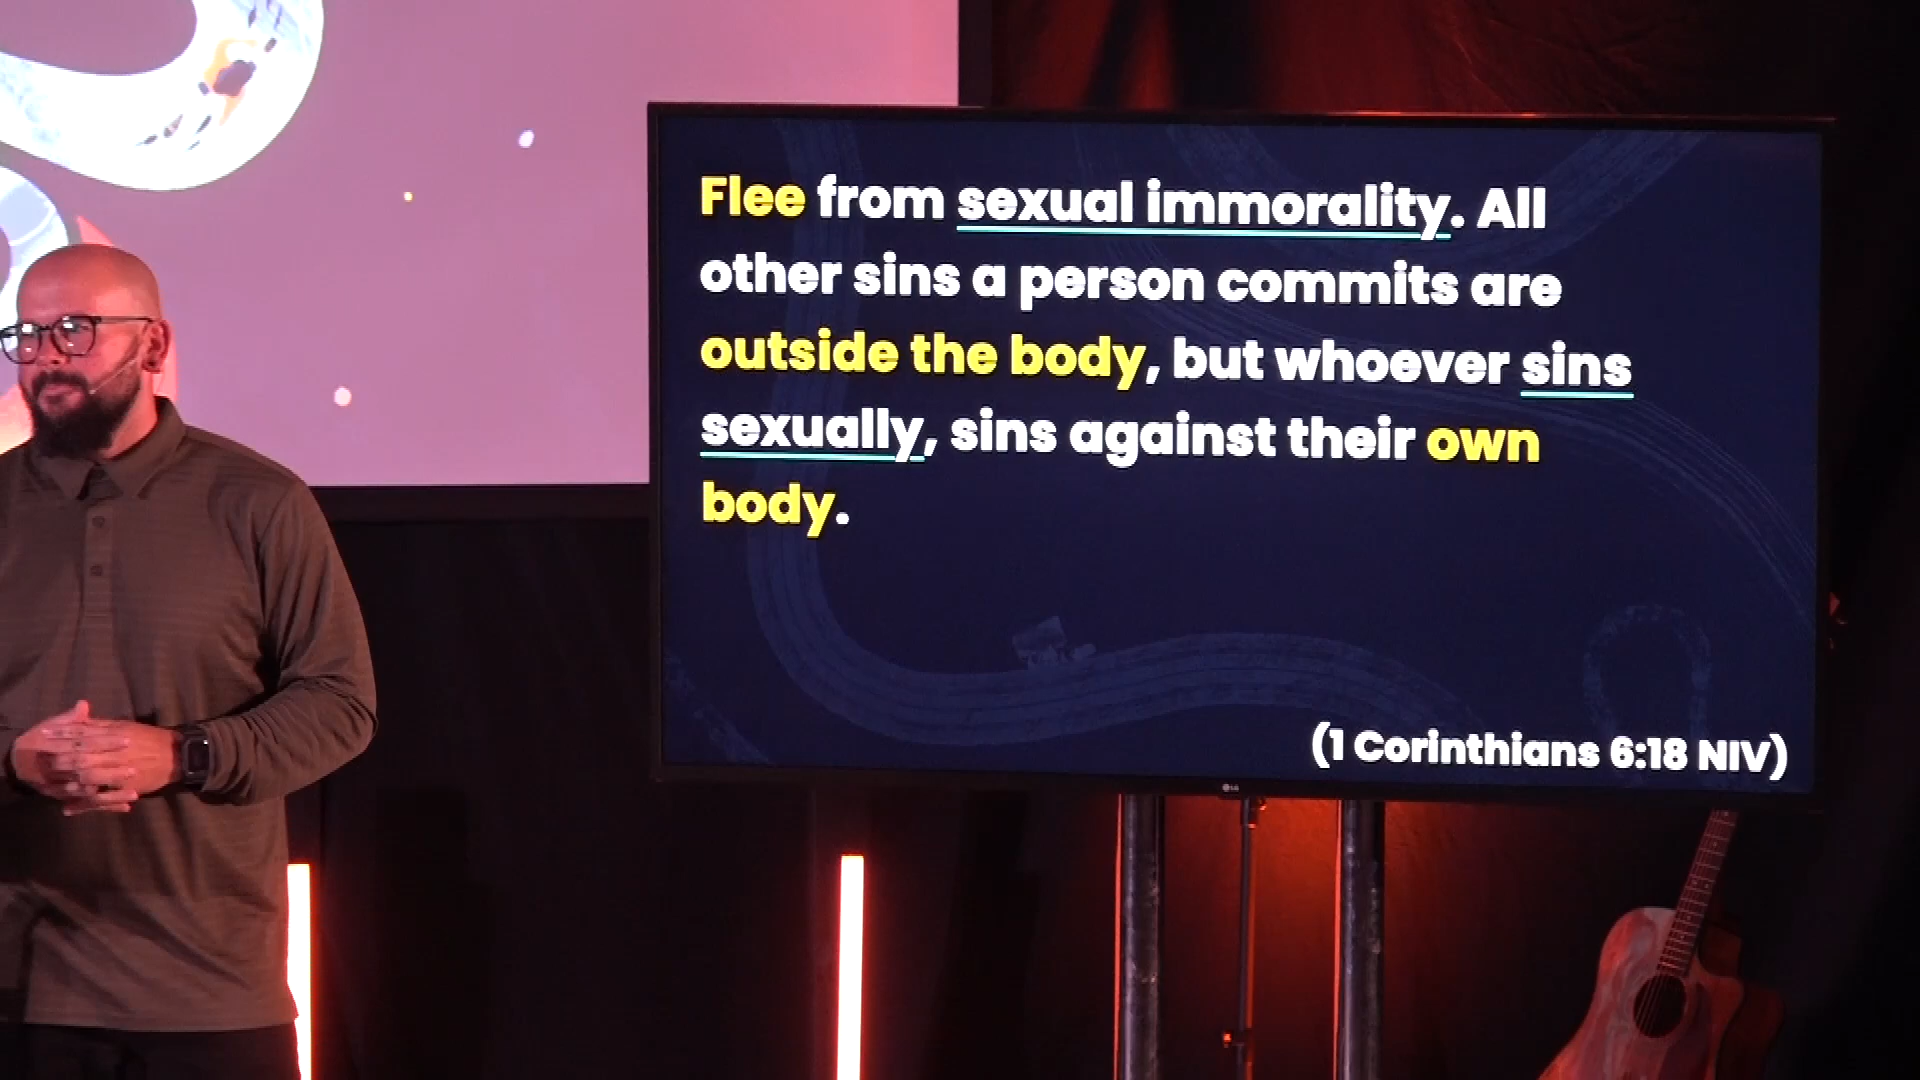 Flee from sexual immorality. All
other sins a person commits are
outside the body, but whoever sins
sexually, sins against their own
body.
(1 Corinthians 6:18 NIV)
LG